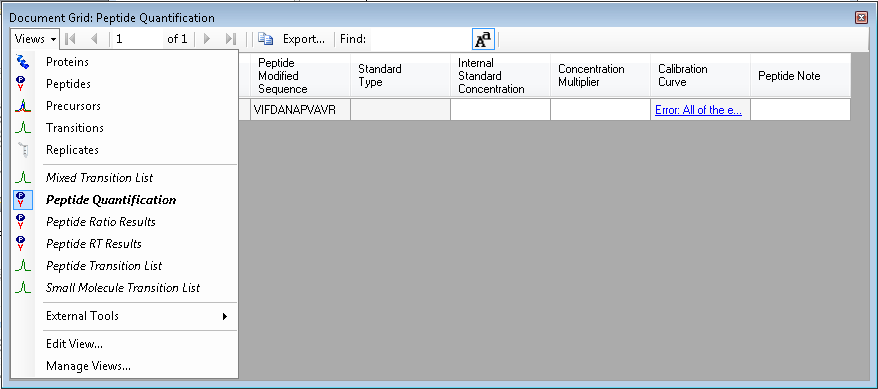 Document Grid: Peptide Quantification
Views 1 of 1 Export... Find: Aa
Proteins
Peptides
Precursors
Transitions
Replicates
Mixed Transition List
Peptide Quantification
Peptide Ratio Results
Peptide RT Results
Peptide Transition List
Small Molecule Transition List
External Tools
Edit View...
Manage Views...
Peptide
Modified
Sequence
Standard
Type
Internal
Standard
Concentration
Concentration
Multiplier
Calibration
Curve
Peptide Note
VIFDANAPVAVR
Error: All of the e...